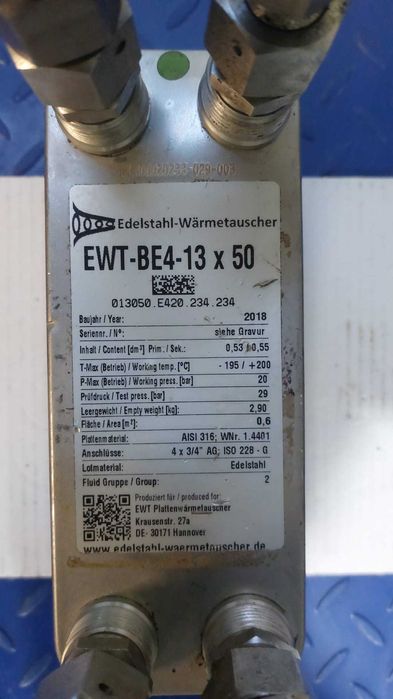 Edelstahl-Wärmetauscher
EWT-BE4-13 x 50
013050.E420.234.234
Baujahr / Year: 2018
Seriennr. / N°: siehe Gravur
Inhalt / Content [dm³] Prim. / Sek.: 0,53 / 0,55
T-Max (Betrieb) / Working temp. [°C] - 195 / +200
P-Max (Betrieb) / Working press. [bar] 20
Prüfdruck / Test press. [bar] 29
Leergewicht / Empty weight [kg]: 2,90
Fläche / Area [m²]: 0,6
Plattenmaterial: AISI 316; WNr. 1.4401
Anschlüsse: 4 x 3/4" AG; ISO 228 - G
Lotmaterial: Edelstahl
Fluid Gruppe / Group: 2
Produziert für / produced for:
EWT Plattenwärmetauscher
Krausenstr. 27a
DE- 30171 Hannover
www.edelstahl-waermetauscher.de